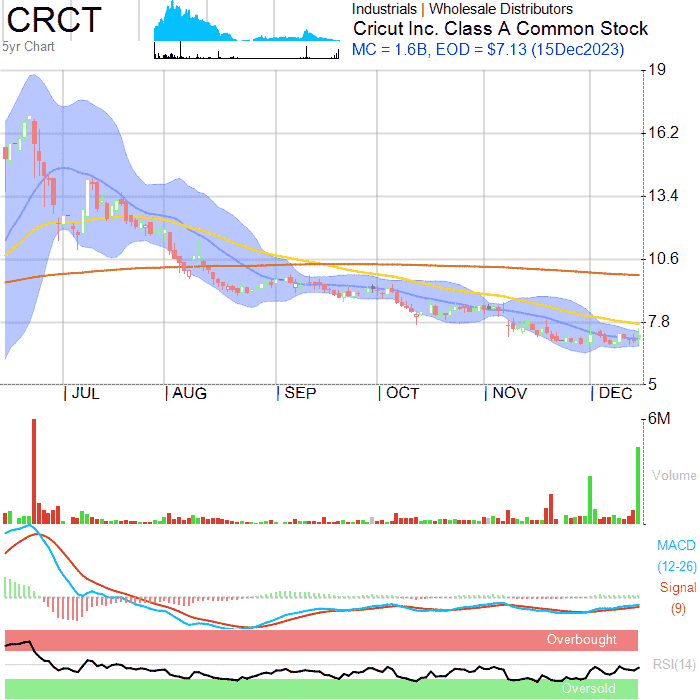 CRCT
5yr Chart
Industrials | Wholesale Distributors
Cricut Inc. Class A Common Stock
MC = 1.6B, EOD = $7.13 (15Dec2023)
19
16.2
13.4
10.6
7.8
5
JUL AUG SEP OCT NOV DEC
6M
Volume
MACD
(12-26)
Signal
(9)
Overbought
RSI(14)
Oversold